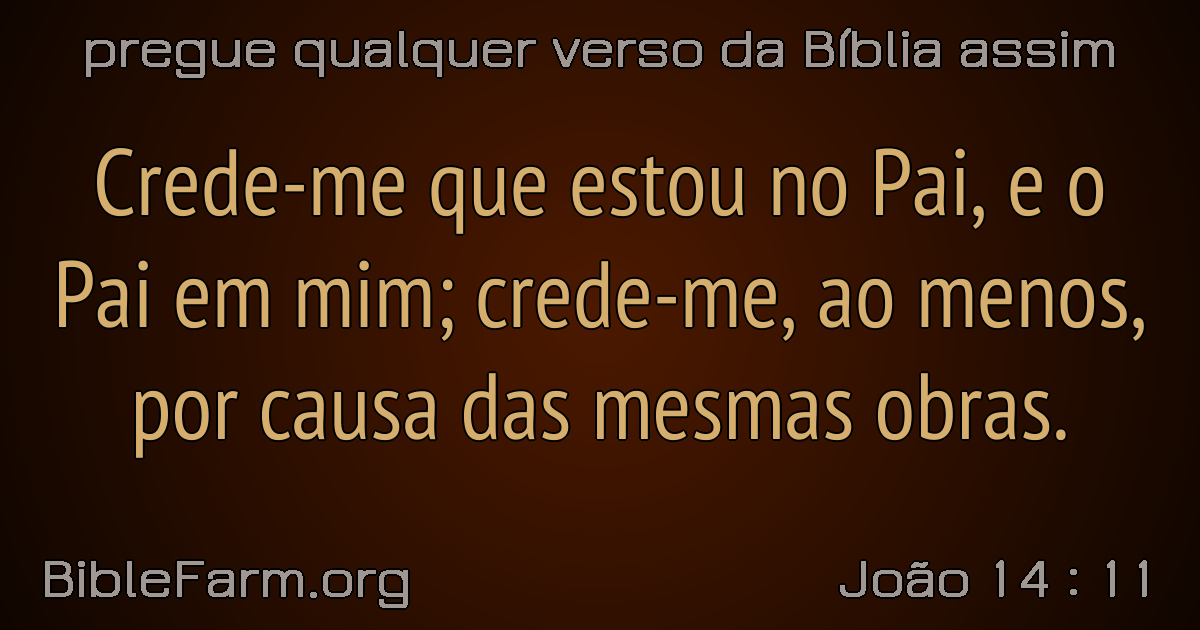 pregue qualquer verso da Bíblia assim
Crede-me que estou no Pai, e o
Pai em mim; crede-me, ao menos,
por causa das mesmas obras.
BibleFarm.org
João 14 : 11